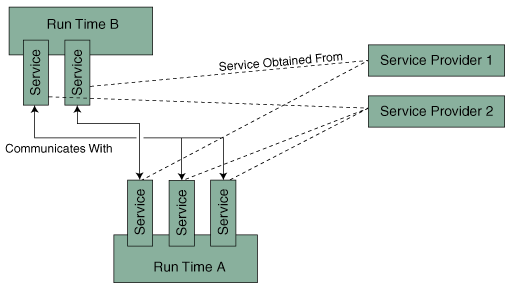 Run Time B
Service
Service
Service Obtained From
Service Provider 1
Service Provider 2
Communicates With
Service
Service
Service
Run Time A